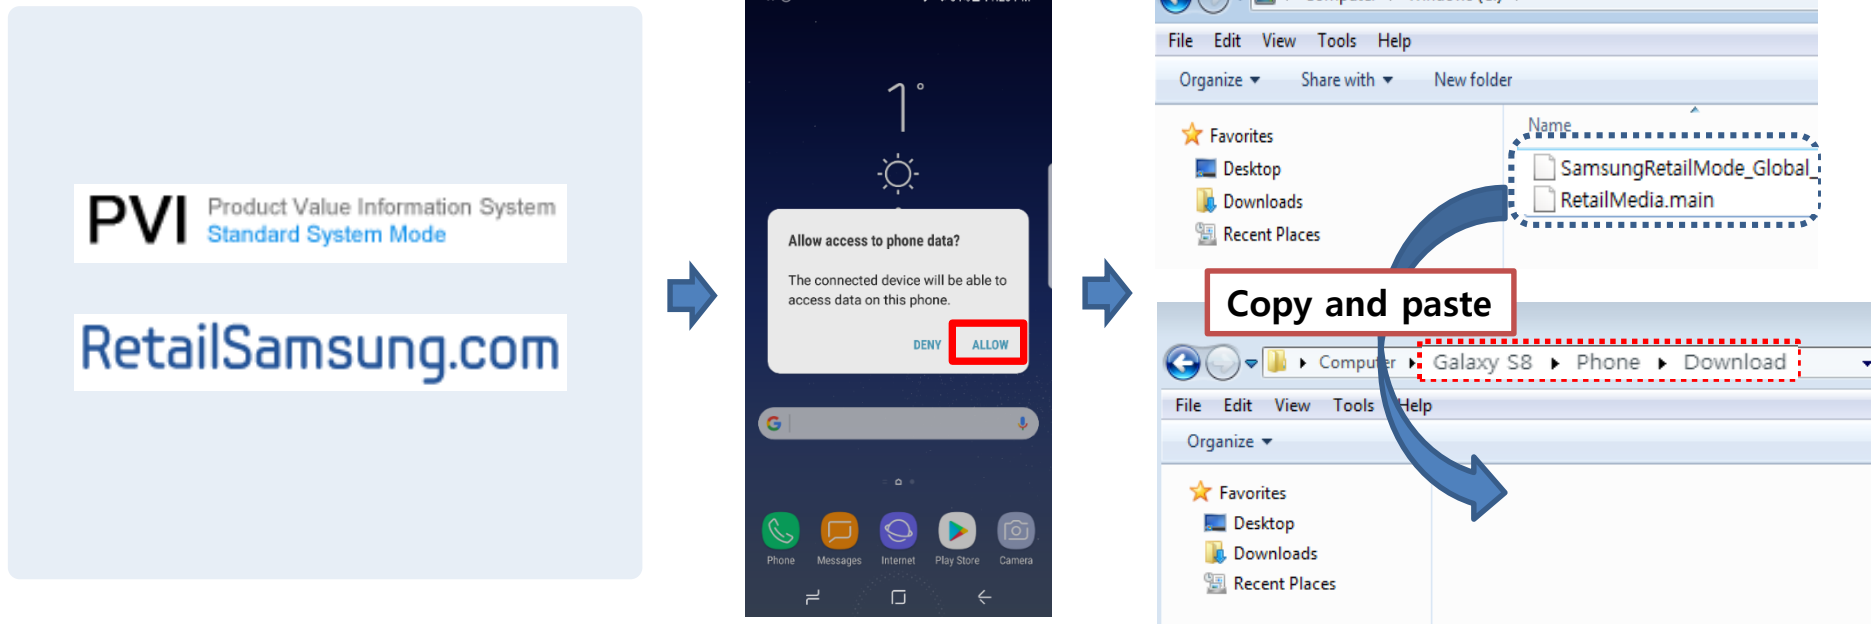 PVI
Product Value Information System
Standard System Mode
RetailSamsung.com
1°
Allow access to phone data?
The connected device will be able to
access data on this phone.
DENY ALLOW
Phone Messages Internet Play Store Camera
File Edit View Tools Help
Organize Share with New folder
Favorites
Desktop
Downloads
Recent Places
Name
SamsungRetailMode_Global_
RetailMedia.main
Copy and paste
Computer Galaxy S8 Phone Download
File Edit View Tools Help
Organize
Favorites
Desktop
Downloads
Recent Places